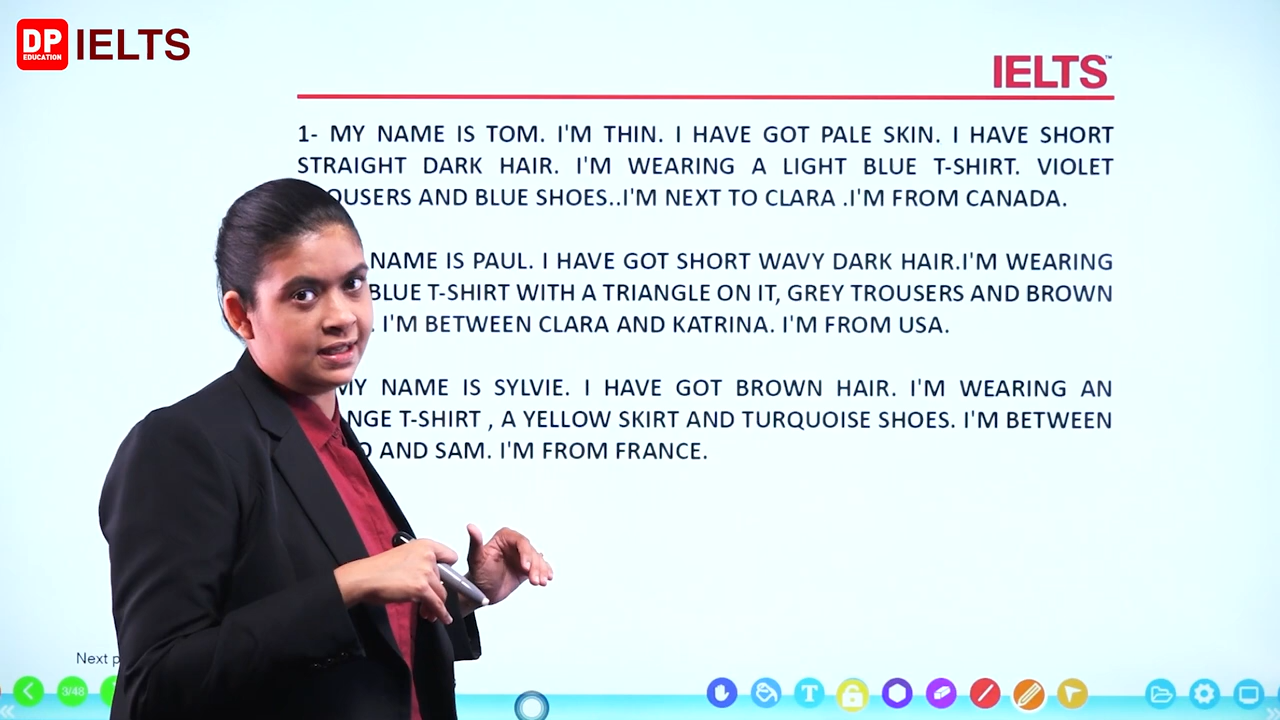 DP
EDUCATION
IELTS
IELTS™
1- MY NAME IS TOM. I'M THIN. I HAVE GOT PALE SKIN. I HAVE SHORT
STRAIGHT DARK HAIR. I'M WEARING A LIGHT BLUE T-SHIRT. VIOLET
AND BLUE SHOES..I'M NEXT TO CLARA .I'M FROM CANADA.
NAME IS PAUL. I HAVE GOT SHORT WAVY DARK HAIR.I'M WEARING
BLUE T-SHIRT WITH A TRIANGLE ON IT, GREY TROUSERS AND BROWN
I'M BETWEEN CLARA AND KATRINA. I'M FROM USA.
MY NAME IS SYLVIE. I HAVE GOT BROWN HAIR. I'M WEARING AN
T-SHIRT , A YELLOW SKIRT AND TURQUOISE SHOES. I'M BETWEEN
AND SAM. I'M FROM FRANCE.
Next
3/48
T